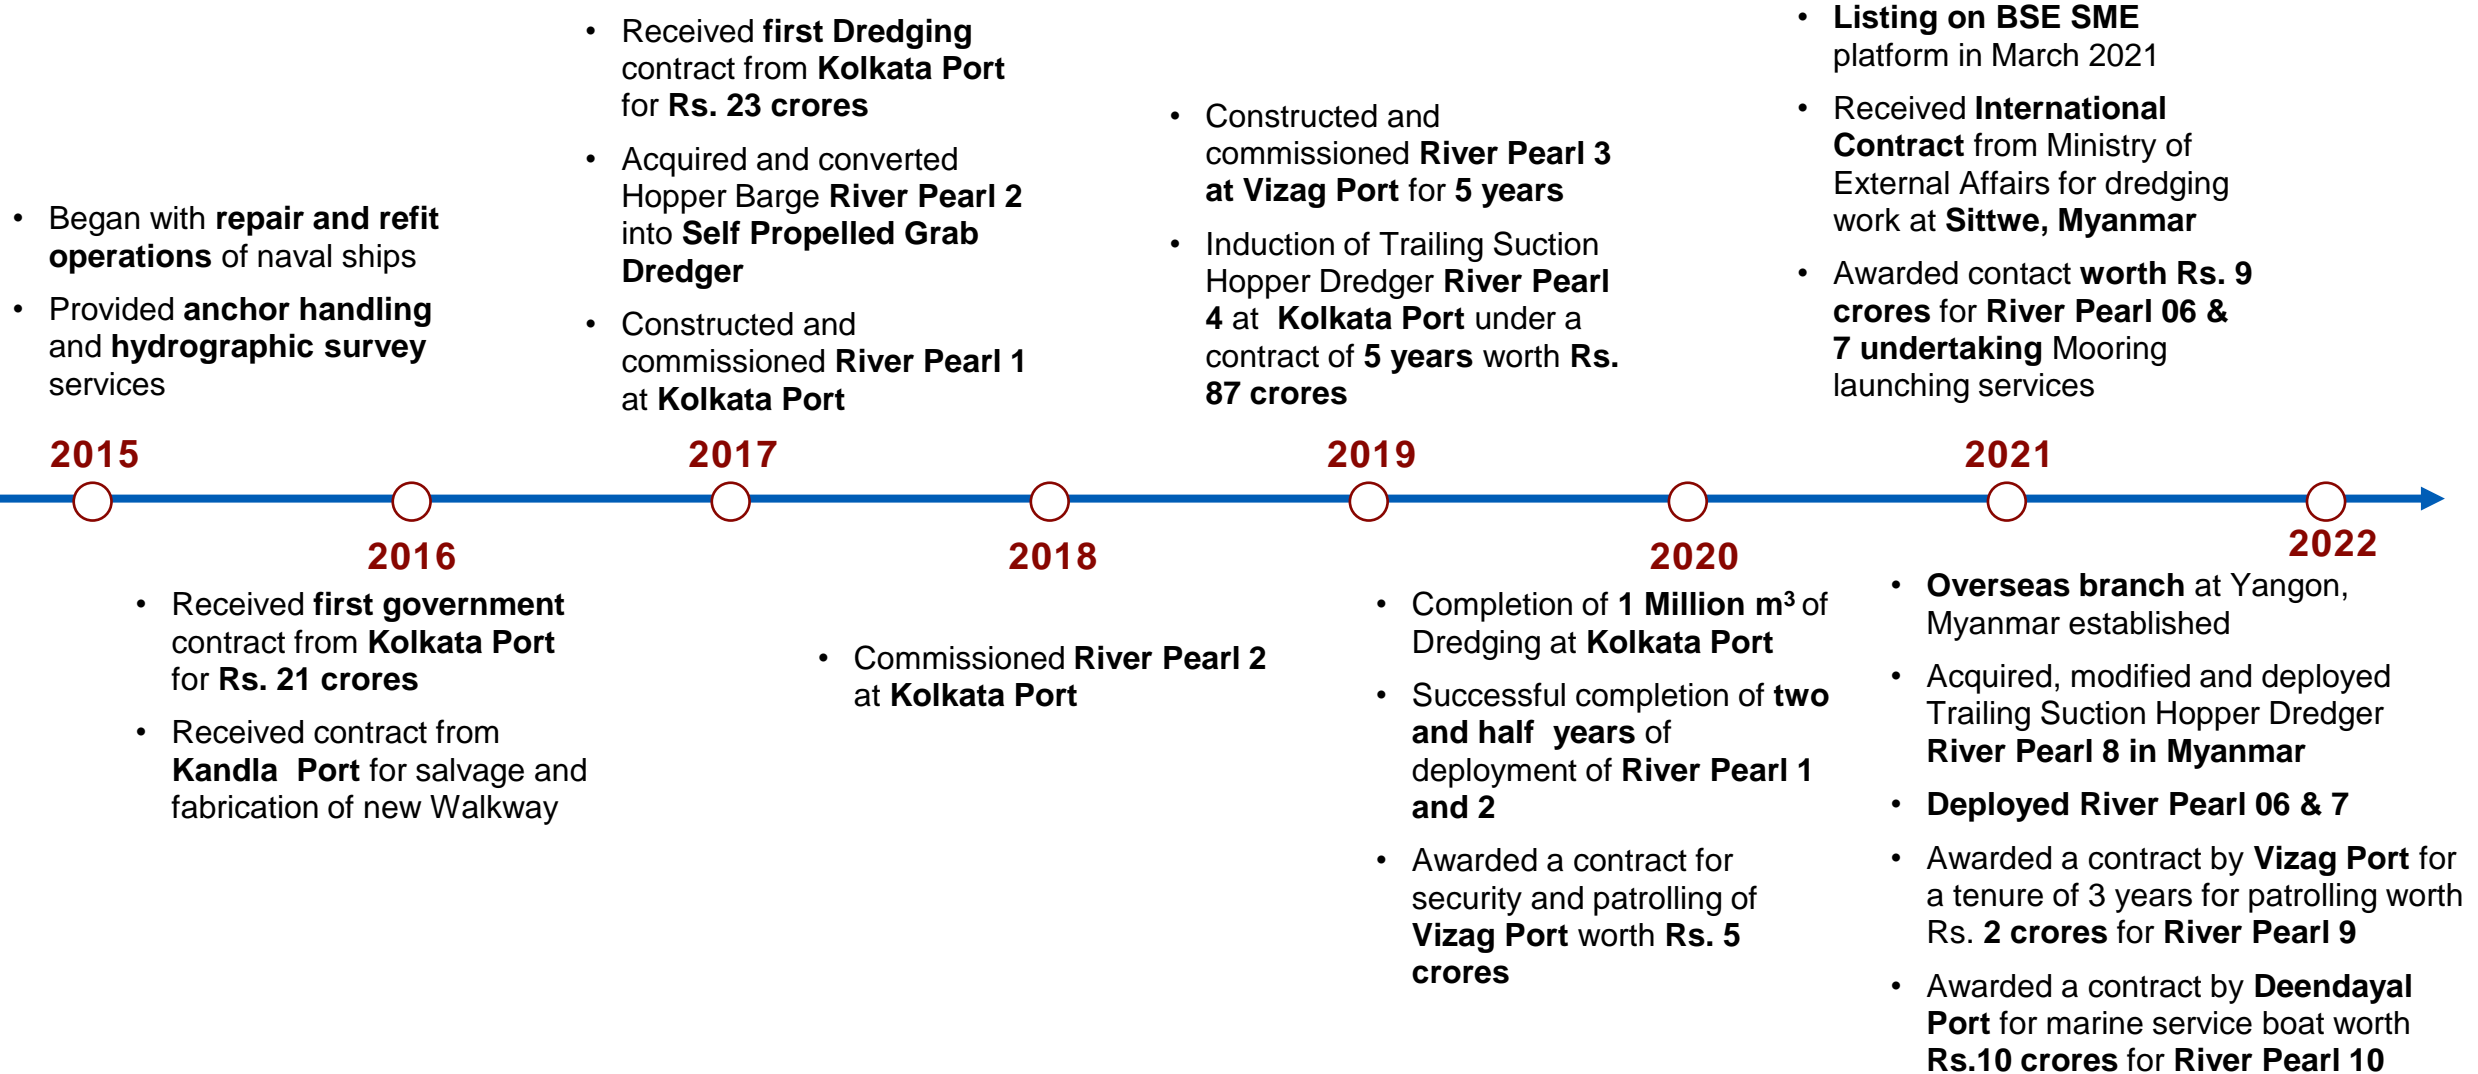 2015
• Began with repair and refit
operations of naval ships
• Provided anchor handling
and hydrographic survey
services
2016
• Received first government
contract from Kolkata Port
for Rs. 21 crores
• Received contract from
Kandla Port for salvage and
fabrication of new Walkway
2017
• Received first Dredging
contract from Kolkata Port
for Rs. 23 crores
• Acquired and converted
Hopper Barge River Pearl 2
into Self Propelled Grab
Dredger
• Constructed and
commissioned River Pearl 1
at Kolkata Port
2018
• Commissioned River Pearl 2
at Kolkata Port
2019
• Constructed and
commissioned River Pearl 3
at Vizag Port for 5 years
• Induction of Trailing Suction
Hopper Dredger River Pearl
4 at Kolkata Port under a
contract of 5 years worth Rs.
87 crores
2020
• Completion of 1 Million m³ of
Dredging at Kolkata Port
• Successful completion of two
and half years of
deployment of River Pearl 1
and 2
• Awarded a contract for
security and patrolling of
Vizag Port worth Rs. 5
crores
2021
• Listing on BSE SME
platform in March 2021
• Received International
Contract from Ministry of
External Affairs for dredging
work at Sittwe, Myanmar
• Awarded contact worth Rs. 9
crores for River Pearl 06 &
7 undertaking Mooring
launching services
2022
• Overseas branch at Yangon,
Myanmar established
• Acquired, modified and deployed
Trailing Suction Hopper Dredger
River Pearl 8 in Myanmar
• Deployed River Pearl 06 & 7
• Awarded a contract by Vizag Port for
a tenure of 3 years for patrolling worth
Rs. 2 crores for River Pearl 9
• Awarded a contract by Deendayal
Port for marine service boat worth
Rs.10 crores for River Pearl 10